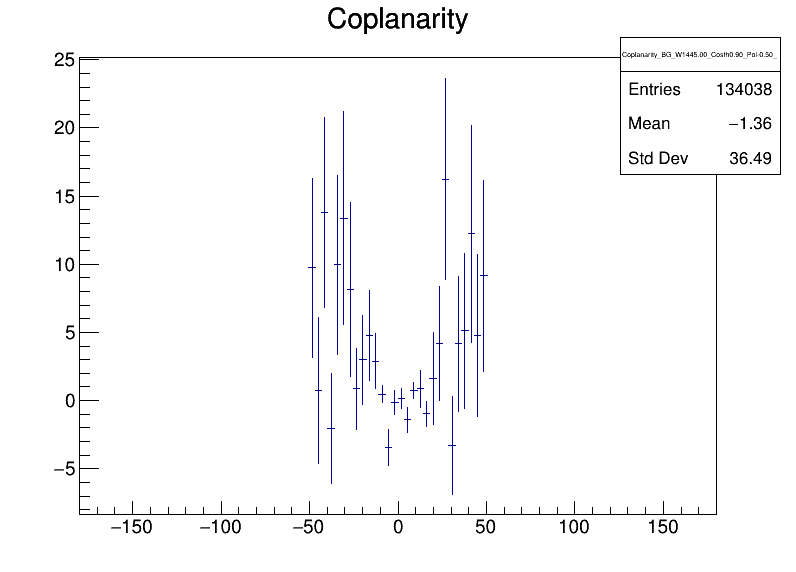 Coplanarity
Coplanarity_BG_W1445.00_Costh0.90_Pol-0.50_
Entries 134038
Mean −1.36
Std Dev 36.49
25
20
15
10
5
0
−5
−150 −100 −50 0 50 100 150